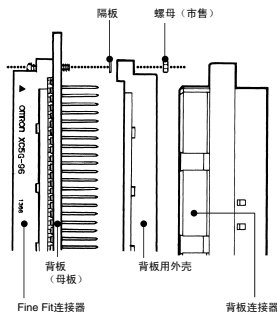 隔板
螺母（市售）
▲ OMRON XC5G-96
1396
背板
（母板）
背板用外壳
Fine Fit连接器
背板连接器